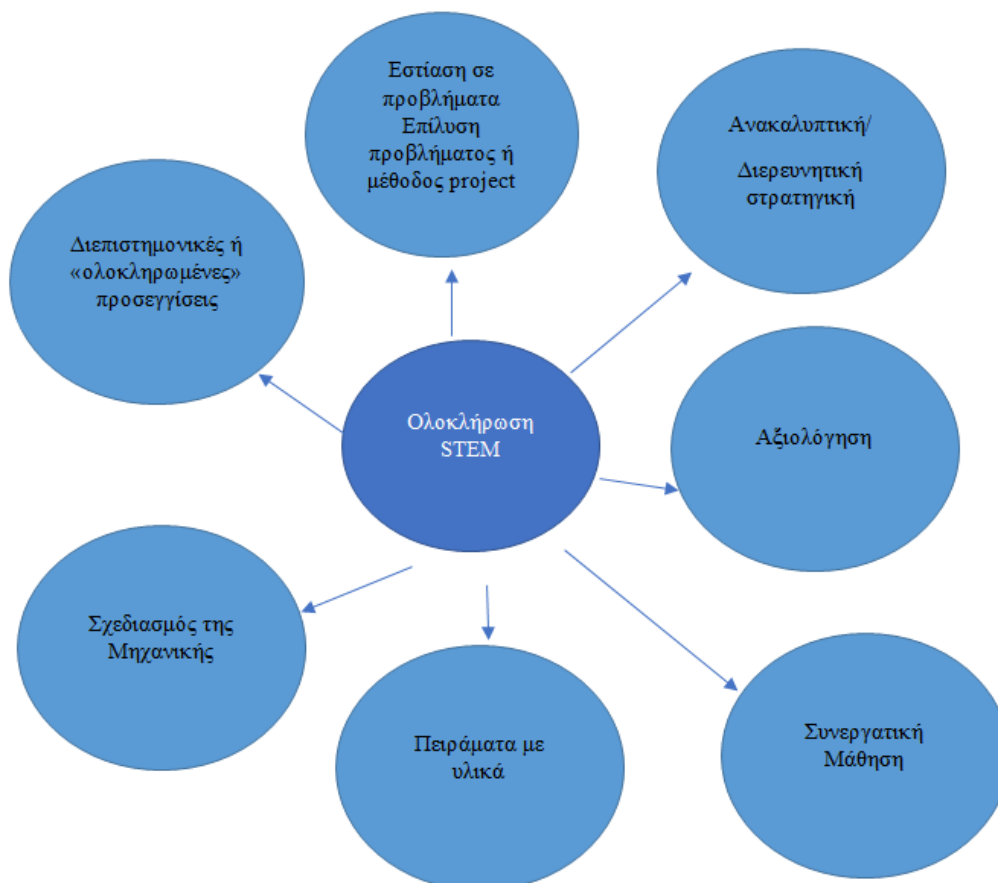 Εστίαση σε
προβλήματα
Επίλυση
προβλήματος ή
μέθοδος project
Ανακαλυπτική/
Διερευνητική
στρατηγική
Διεπιστημονικές ή
«ολοκληρωμένες»
προσεγγίσεις
Ολοκλήρωση
STEM
Αξιολόγηση
Σχεδιασμός της
Μηχανικής
Πειράματα με
υλικά
Συνεργατική
Μάθηση